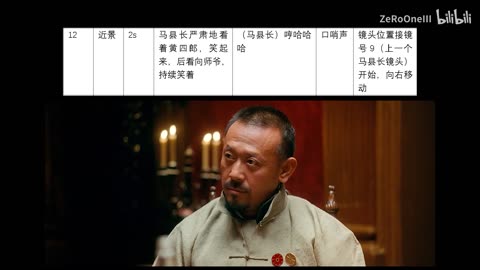 ZeRoOneIII bilibili
12 近景 2s 马县长严肃地看 （马县长）哼哈哈 口哨声 镜头位置接镜
着黄四郎，笑起 哈 号 9（上一个
来，后看向师爷， 马县长镜头）
持续笑着 开始，向右移
动